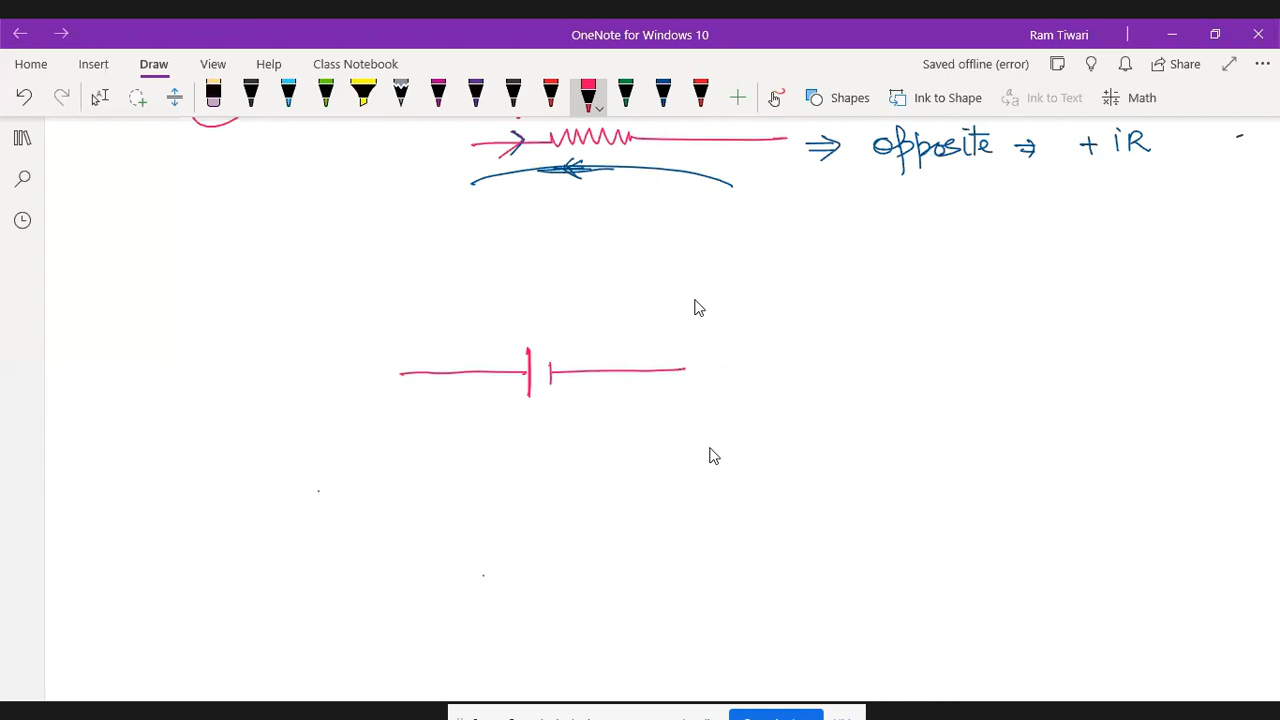 OneNote for Windows 10
Ram Tiwari
Home Insert Draw View Help Class Notebook
Saved offline (error) Share
Shapes Ink to Shape Ink to Text Math
⇒ opposite → + iR